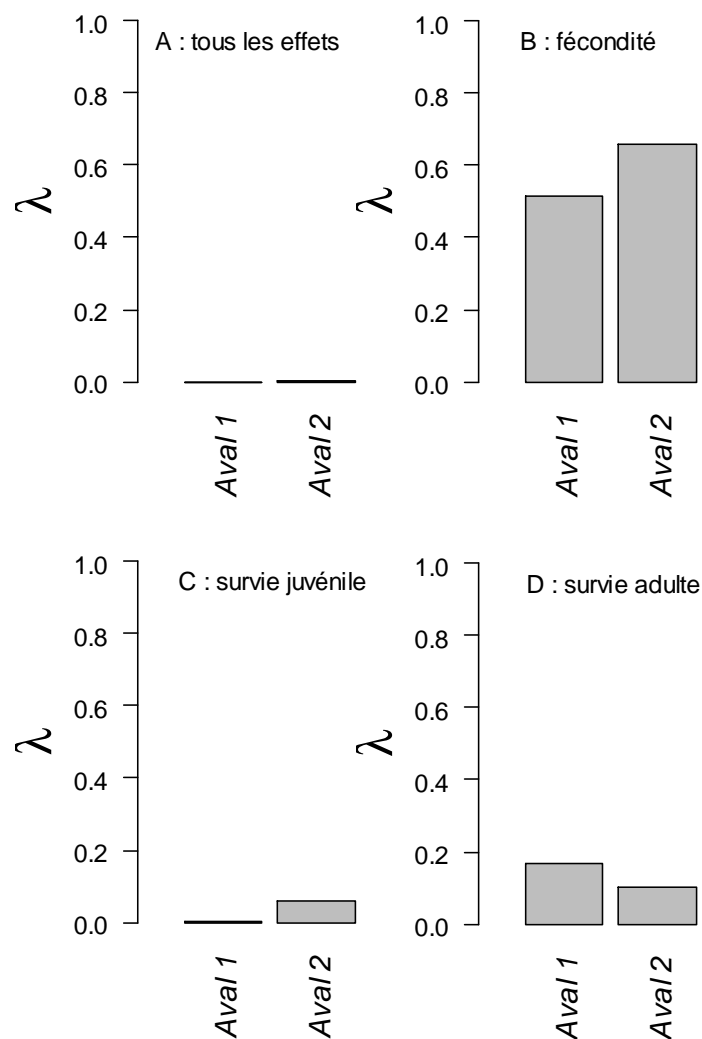 A : tous les effets
1.0
0.8
0.6
0.4
0.2
0.0
λ
Aval 1
Aval 2
B : fécondité
1.0
0.8
0.6
0.4
0.2
0.0
λ
Aval 1
Aval 2
C : survie juvénile
1.0
0.8
0.6
0.4
0.2
0.0
λ
Aval 1
Aval 2
D : survie adulte
1.0
0.8
0.6
0.4
0.2
0.0
λ
Aval 1
Aval 2